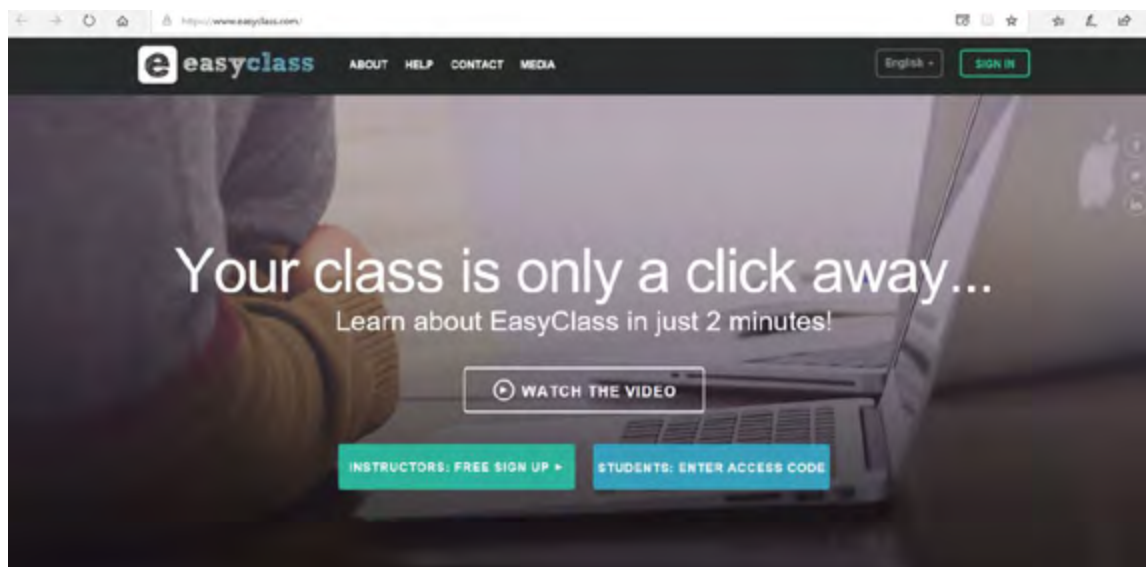 https://www.easyclass.com/
e easyclass ABOUT HELP CONTACT MEDIA English SIGN IN
Your class is only a click away...
Learn about EasyClass in just 2 minutes!
WATCH THE VIDEO
INSTRUCTORS: FREE SIGN UP STUDENTS: ENTER ACCESS CODE